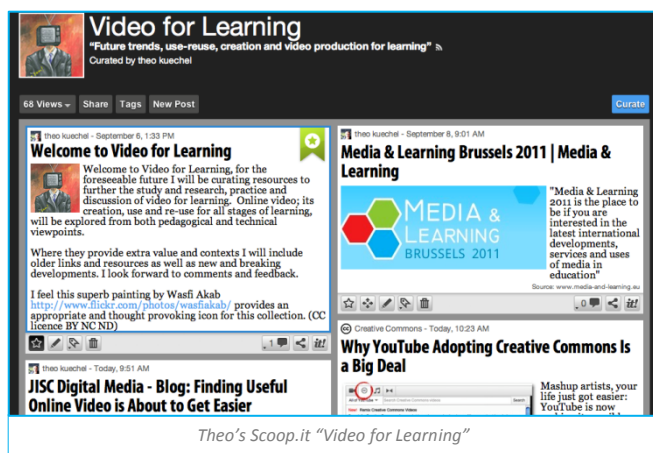 Video for Learning
“Future trends, use-reuse, creation and video production for learning”
Curated by theo kuechel
68 Views
Share
Tags
New Post
Curate
theo kuechel - September 6, 1:33 PM
Welcome to Video for Learning
Welcome to Video for Learning, for the
foreseeable future I will be curating resources to
further the study and research, practice and
discussion of video for learning.  Online video; its
creation, use and re-use for all stages of learning,
will be explored from both pedagogical and technical
viewpoints.
Where they provide extra value and contexts I will include
older links and resources as well as new and breaking
developments. I look forward to comments and feedback.
I feel this superb painting by Wasfi Akab
http://www.flickr.com/photos/wasfiakab/ provides an
appropriate and thought provoking icon for this collection. (CC
licence BY NC ND)
1
it!
theo kuechel - Today, 9:51 AM
JISC Digital Media - Blog: Finding Useful
Online Video is About to Get Easier
theo kuechel - September 8, 9:01 AM
Media & Learning Brussels 2011 | Media &
Learning
MEDIA &
LEARNING
BRUSSELS 2011
"Media & Learning
2011 is the place to
be if you are
interested in the
latest international
developments,
services and uses
of media in
education"
Source: www.media-and-learning.eu
0
it!
Creative Commons - Today, 10:23 AM
Why YouTube Adopting Creative Commons Is
a Big Deal
Search
Mashup artists, your
life just got easier:
YouTube is now
Theo’s Scoop.it “Video for Learning”